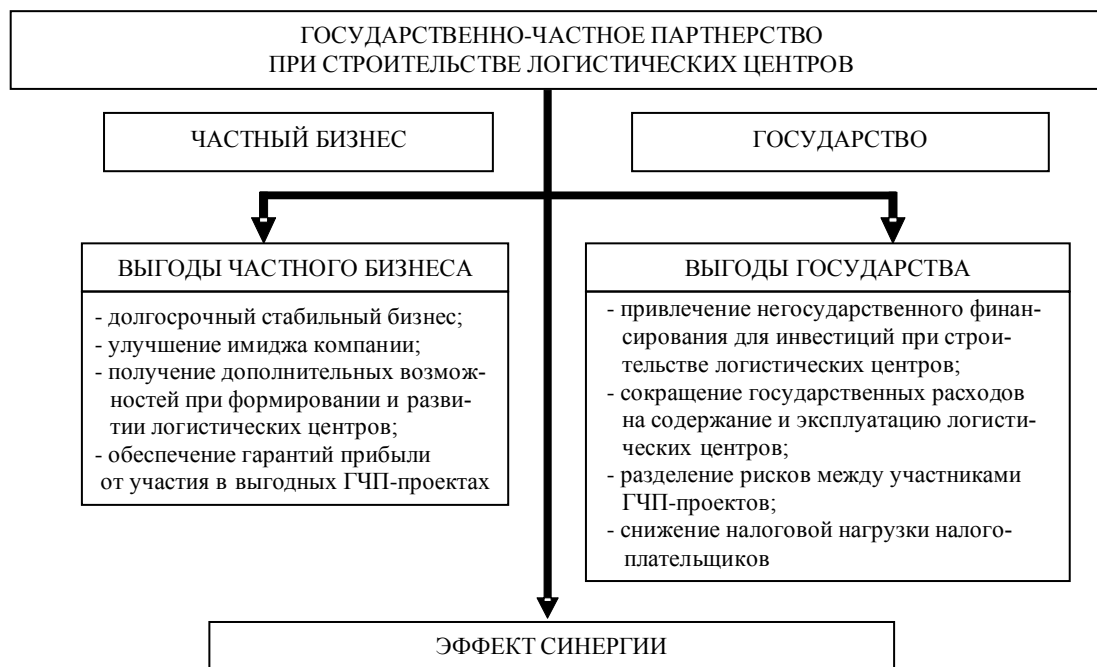 ГОСУДАРСТВЕННО-ЧАСТНОЕ ПАРТНЕРСТВО
ПРИ СТРОИТЕЛЬСТВЕ ЛОГИСТИЧЕСКИХ ЦЕНТРОВ
ЧАСТНЫЙ БИЗНЕС
ГОСУДАРСТВО
ВЫГОДЫ ЧАСТНОГО БИЗНЕСА
- долгосрочный стабильный бизнес;
- улучшение имиджа компании;
- получение дополнительных возмож-
ностей при формировании и разви-
тии логистических центров;
- обеспечение гарантий прибыли
от участия в выгодных ГЧП-проектах
ВЫГОДЫ ГОСУДАРСТВА
- привлечение негосударственного финан-
сирования для инвестиций при строи-
тельстве логистических центров;
- сокращение государственных расходов
на содержание и эксплуатацию логисти-
ческих центров;
- разделение рисков между участниками
ГЧП-проектов;
- снижение налоговой нагрузки налого-
плательщиков
ЭФФЕКТ СИНЕРГИИ